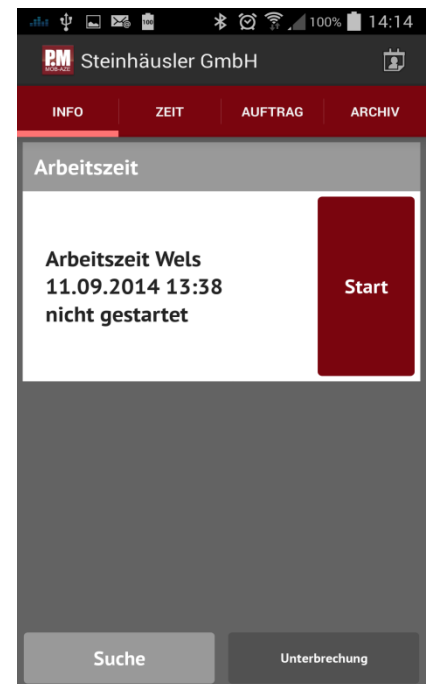 100 100% 14:14
P.M MOB-AZE Steinhäusler GmbH
INFO ZEIT AUFTRAG ARCHIV
Arbeitszeit
Arbeitszeit Wels
11.09.2014 13:38
nicht gestartet
Start
Suche Unterbrechung